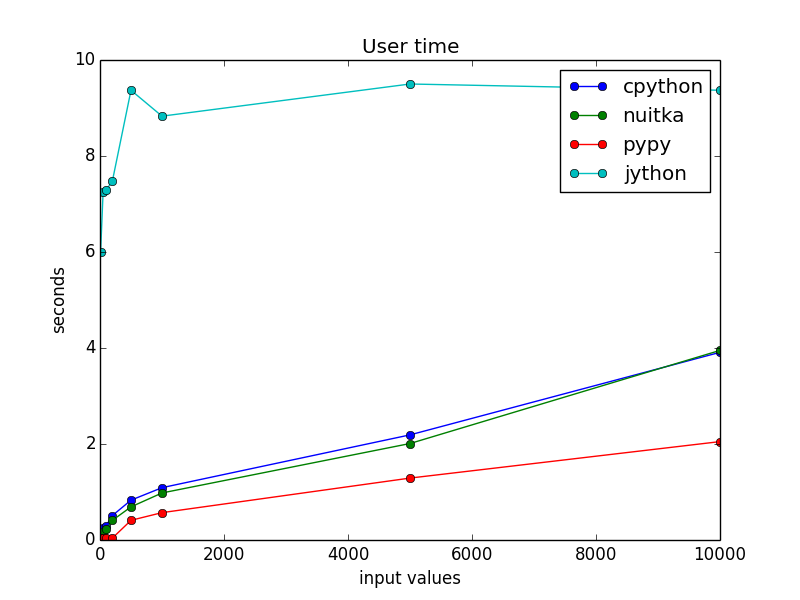 User time
10
8
6
4
2
0
seconds
cpython
nuitka
pypy
jython
0 2000 4000 6000 8000 10000
input values